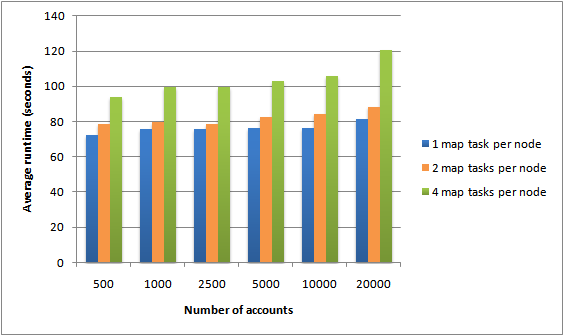 140
120
100
80
60
40
20
0
Average runtime (seconds)
500 1000 2500 5000 10000 20000
Number of accounts
1 map task per node
2 map tasks per node
4 map tasks per node